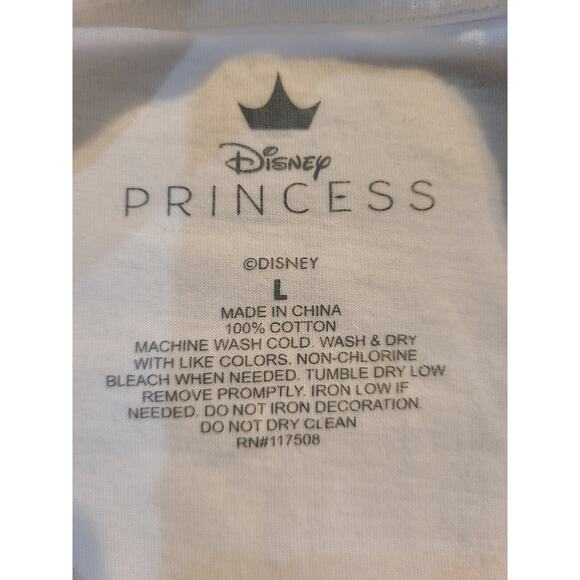 Disney
PRINCESS
©DISNEY
L
MADE IN CHINA
100% COTTON
MACHINE WASH COLD. WASH & DRY
WITH LIKE COLORS. NON-CHLORINE
BLEACH WHEN NEEDED. TUMBLE DRY LOW
REMOVE PROMPTLY. IRON LOW IF
NEEDED. DO NOT IRON DECORATION.
DO NOT DRY CLEAN
RN#117508